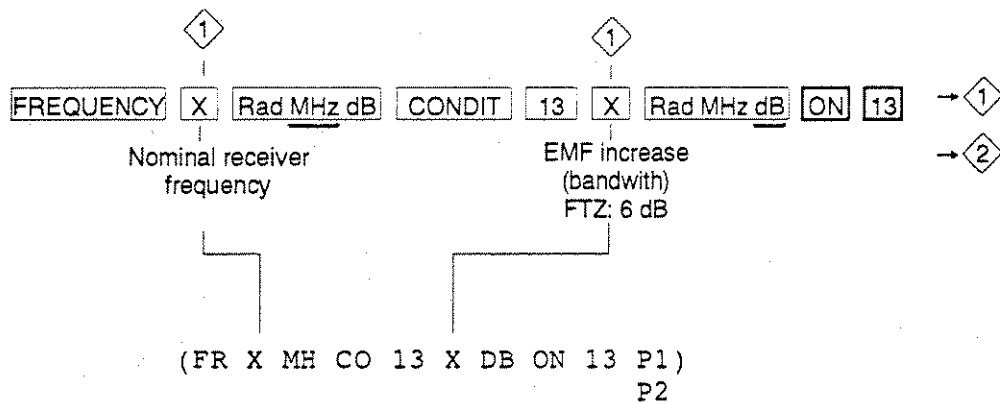 1 1
FREQUENCY X Rad MHz dB CONDIT 13 X Rad MHz dB ON 13 → 1
→ 2
Nominal receiver
frequency
EMF increase
(bandwith)
FTZ: 6 dB
(FR X MH CO 13 X DB ON 13 P1)
P2